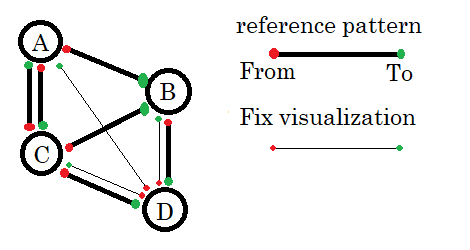 reference pattern
A
From
To
B
Fix visualization
C
D